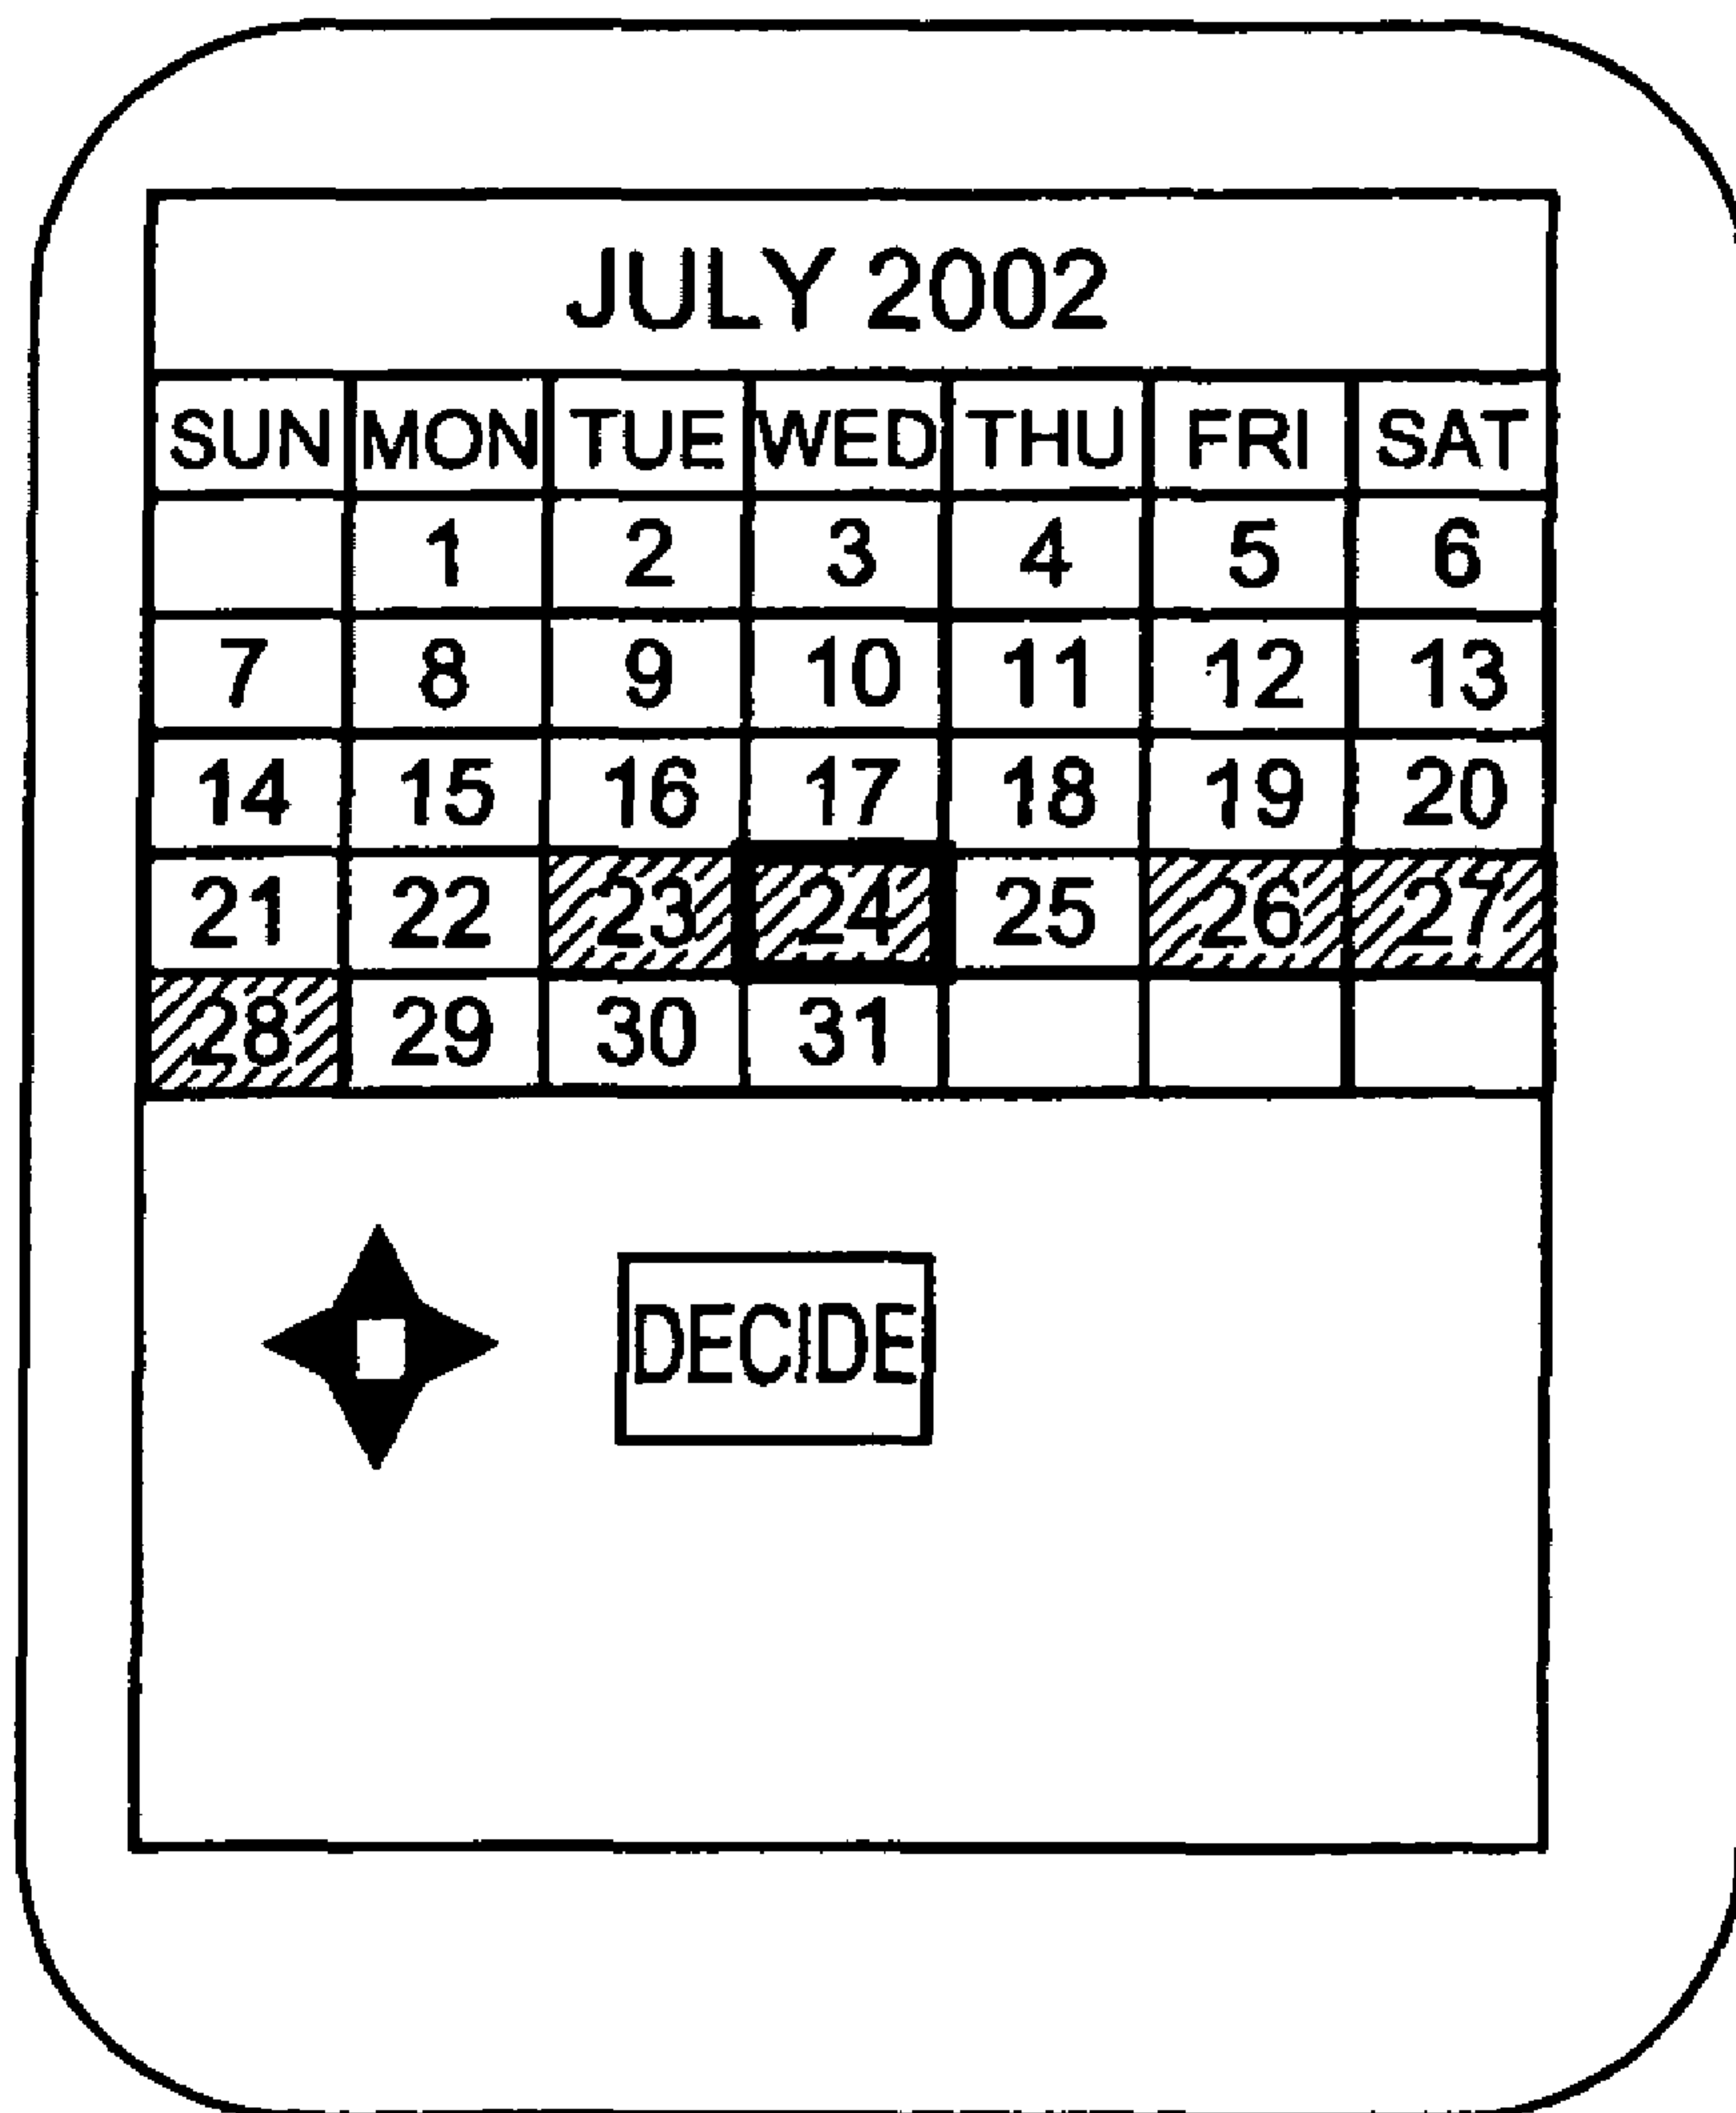 JULY 2002
SUN MON TUE WED THU FRI SAT
1 2 3 4 5 6
7 8 9 10 11 12 13
14 15 16 17 18 19 20
21 22 23 24 25 26 27
28 29 30 31
DECIDE